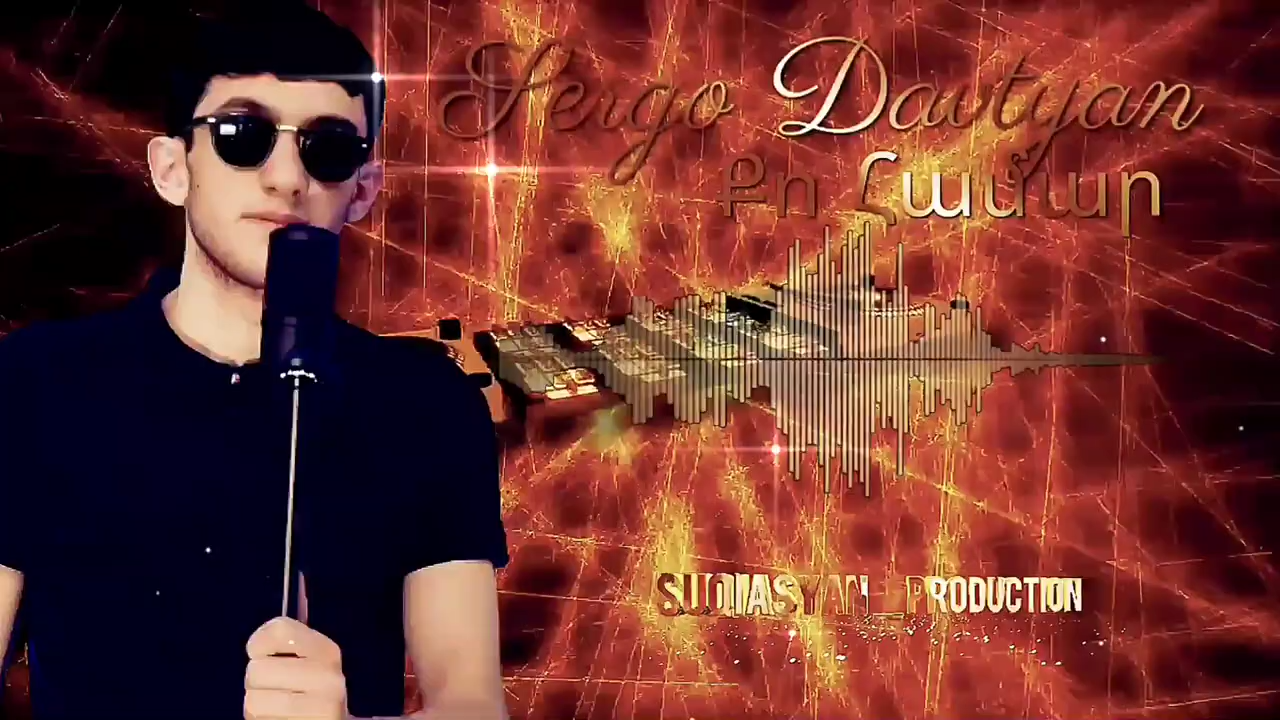 Sergo Davtyan
Քո Համար
SUQIASYAN_PRODUCTION